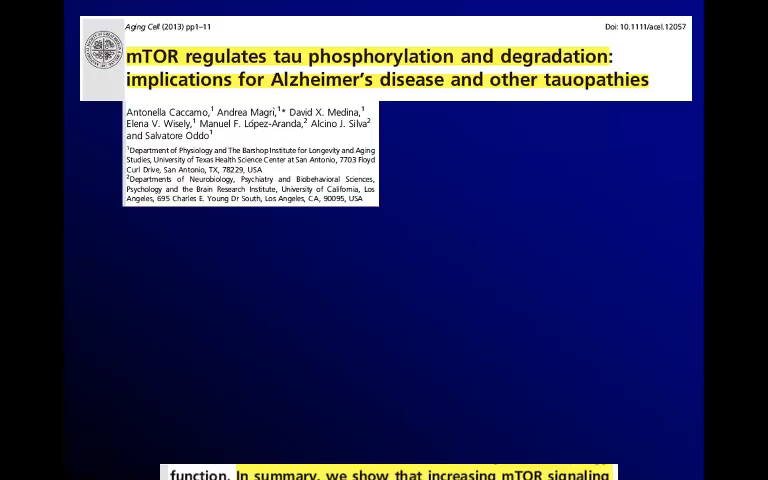 Aging Cell (2013) pp1–11
Doi: 10.1111/acel.12057
mTOR regulates tau phosphorylation and degradation:
implications for Alzheimer's disease and other tauopathies
Antonella Caccamo,1 Andrea Magrì,1* David X. Medina,1
Elena V. Wisely,1 Manuel F. López-Aranda,2 Alcino J. Silva2
and Salvatore Oddo1
1Department of Physiology and The Barshop Institute for Longevity and Aging
Studies, University of Texas Health Science Center at San Antonio, 7703 Floyd
Curl Drive, San Antonio, TX, 78229, USA
2Departments of Neurobiology, Psychiatry and Biobehavioral Sciences,
Psychology and the Brain Research Institute, University of California, Los
Angeles, 695 Charles E. Young Dr South, Los Angeles, CA, 90095, USA
function. In summary, we show that increasing mTOR signaling